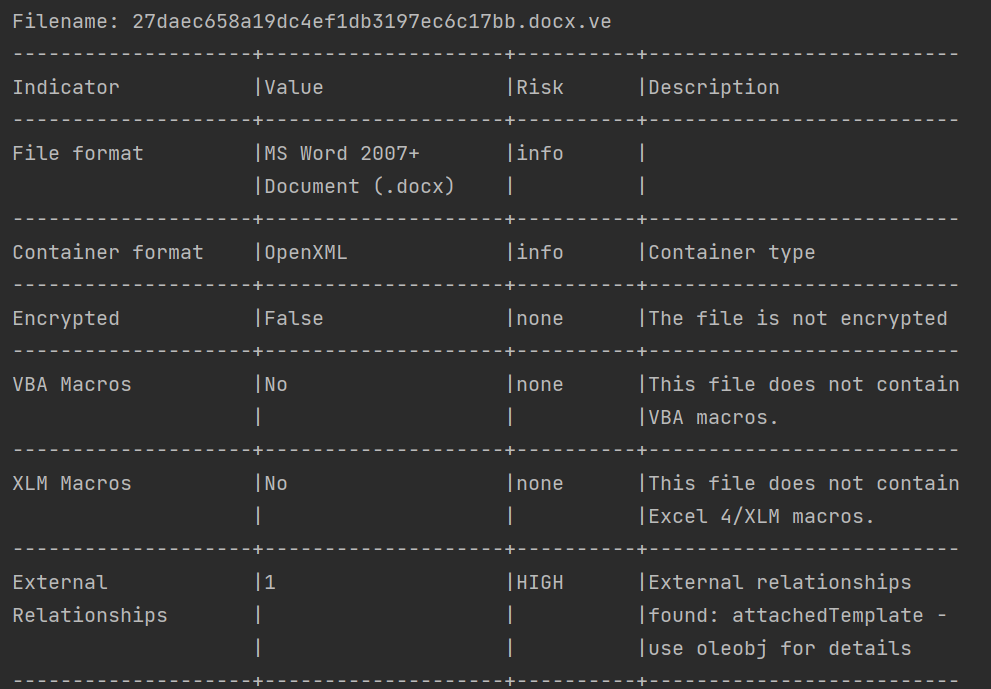 Filename: 27daec658a19dc4ef1db3197ec6c17bb.docx.ve
--------------------+--------------------+----------+--------------------------
Indicator           |Value               |Risk      |Description
--------------------+--------------------+----------+--------------------------
File format         |MS Word 2007+       |info      |
                    |Document (.docx)    |          |
--------------------+--------------------+----------+--------------------------
Container format    |OpenXML             |info      |Container type
--------------------+--------------------+----------+--------------------------
Encrypted           |False               |none      |The file is not encrypted
--------------------+--------------------+----------+--------------------------
VBA Macros          |No                  |none      |This file does not contain
                    |                    |          |VBA macros.
--------------------+--------------------+----------+--------------------------
XLM Macros          |No                  |none      |This file does not contain
                    |                    |          |Excel 4/XLM macros.
--------------------+--------------------+----------+--------------------------
External            |1                   |HIGH      |External relationships
Relationships       |                    |          |found: attachedTemplate -
                    |                    |          |use oleobj for details
--------------------+--------------------+----------+--------------------------